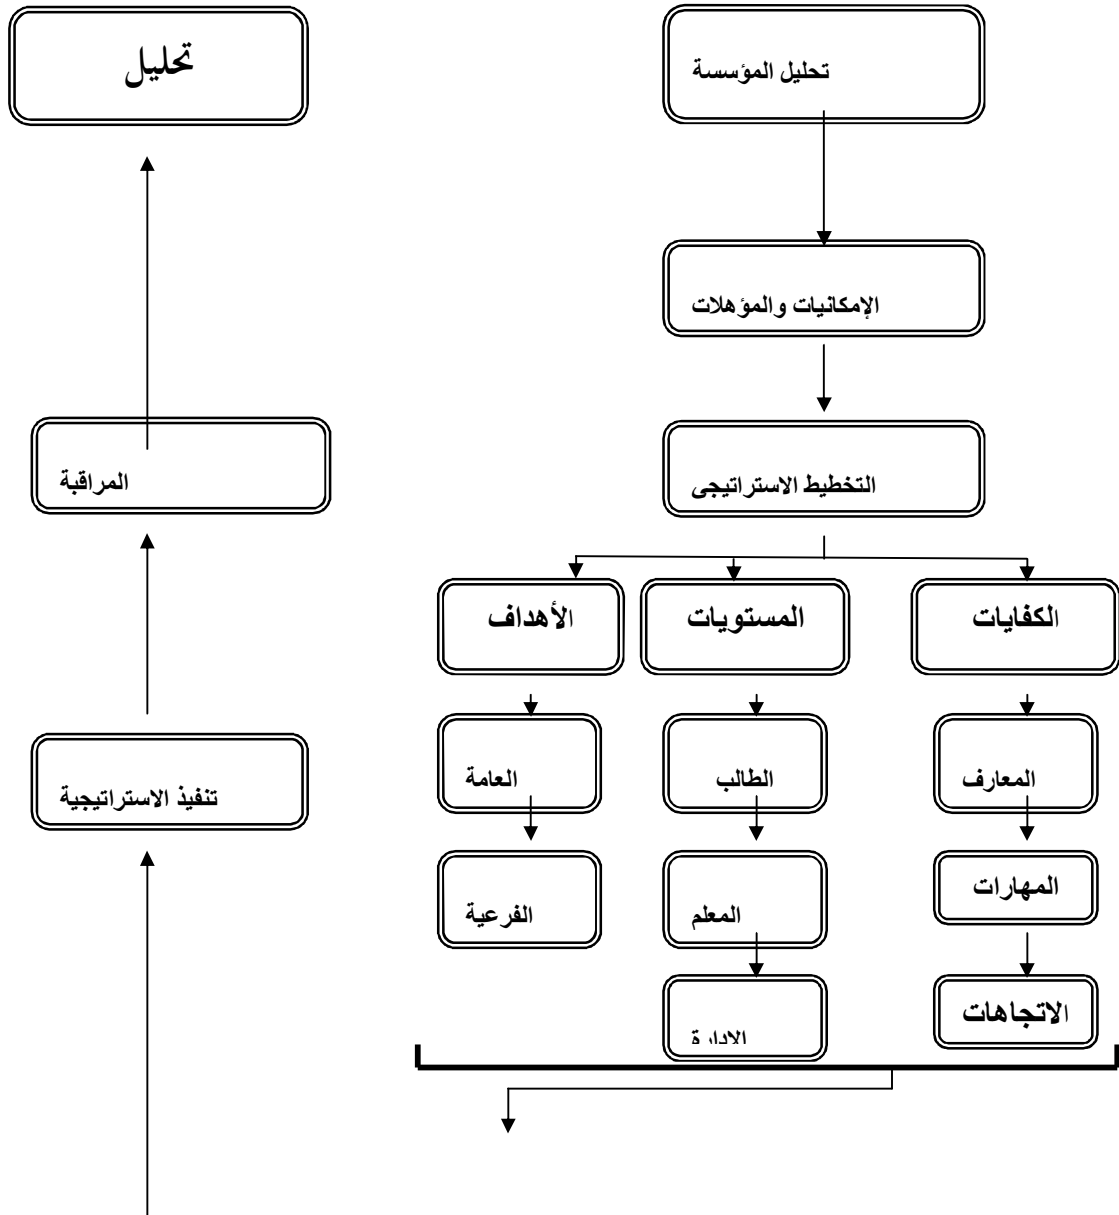 تحليل المؤسسة
تحليل
الإمكانيات والمؤهلات
التخطيط الاستراتيجى
المراقبة
الكفايات
المستويات
الأهداف
المعارف
الطالب
العامة
تنفيذ الاستراتيجية
المهارات
المعلم
الفرعية
الاتجاهات
الادارة